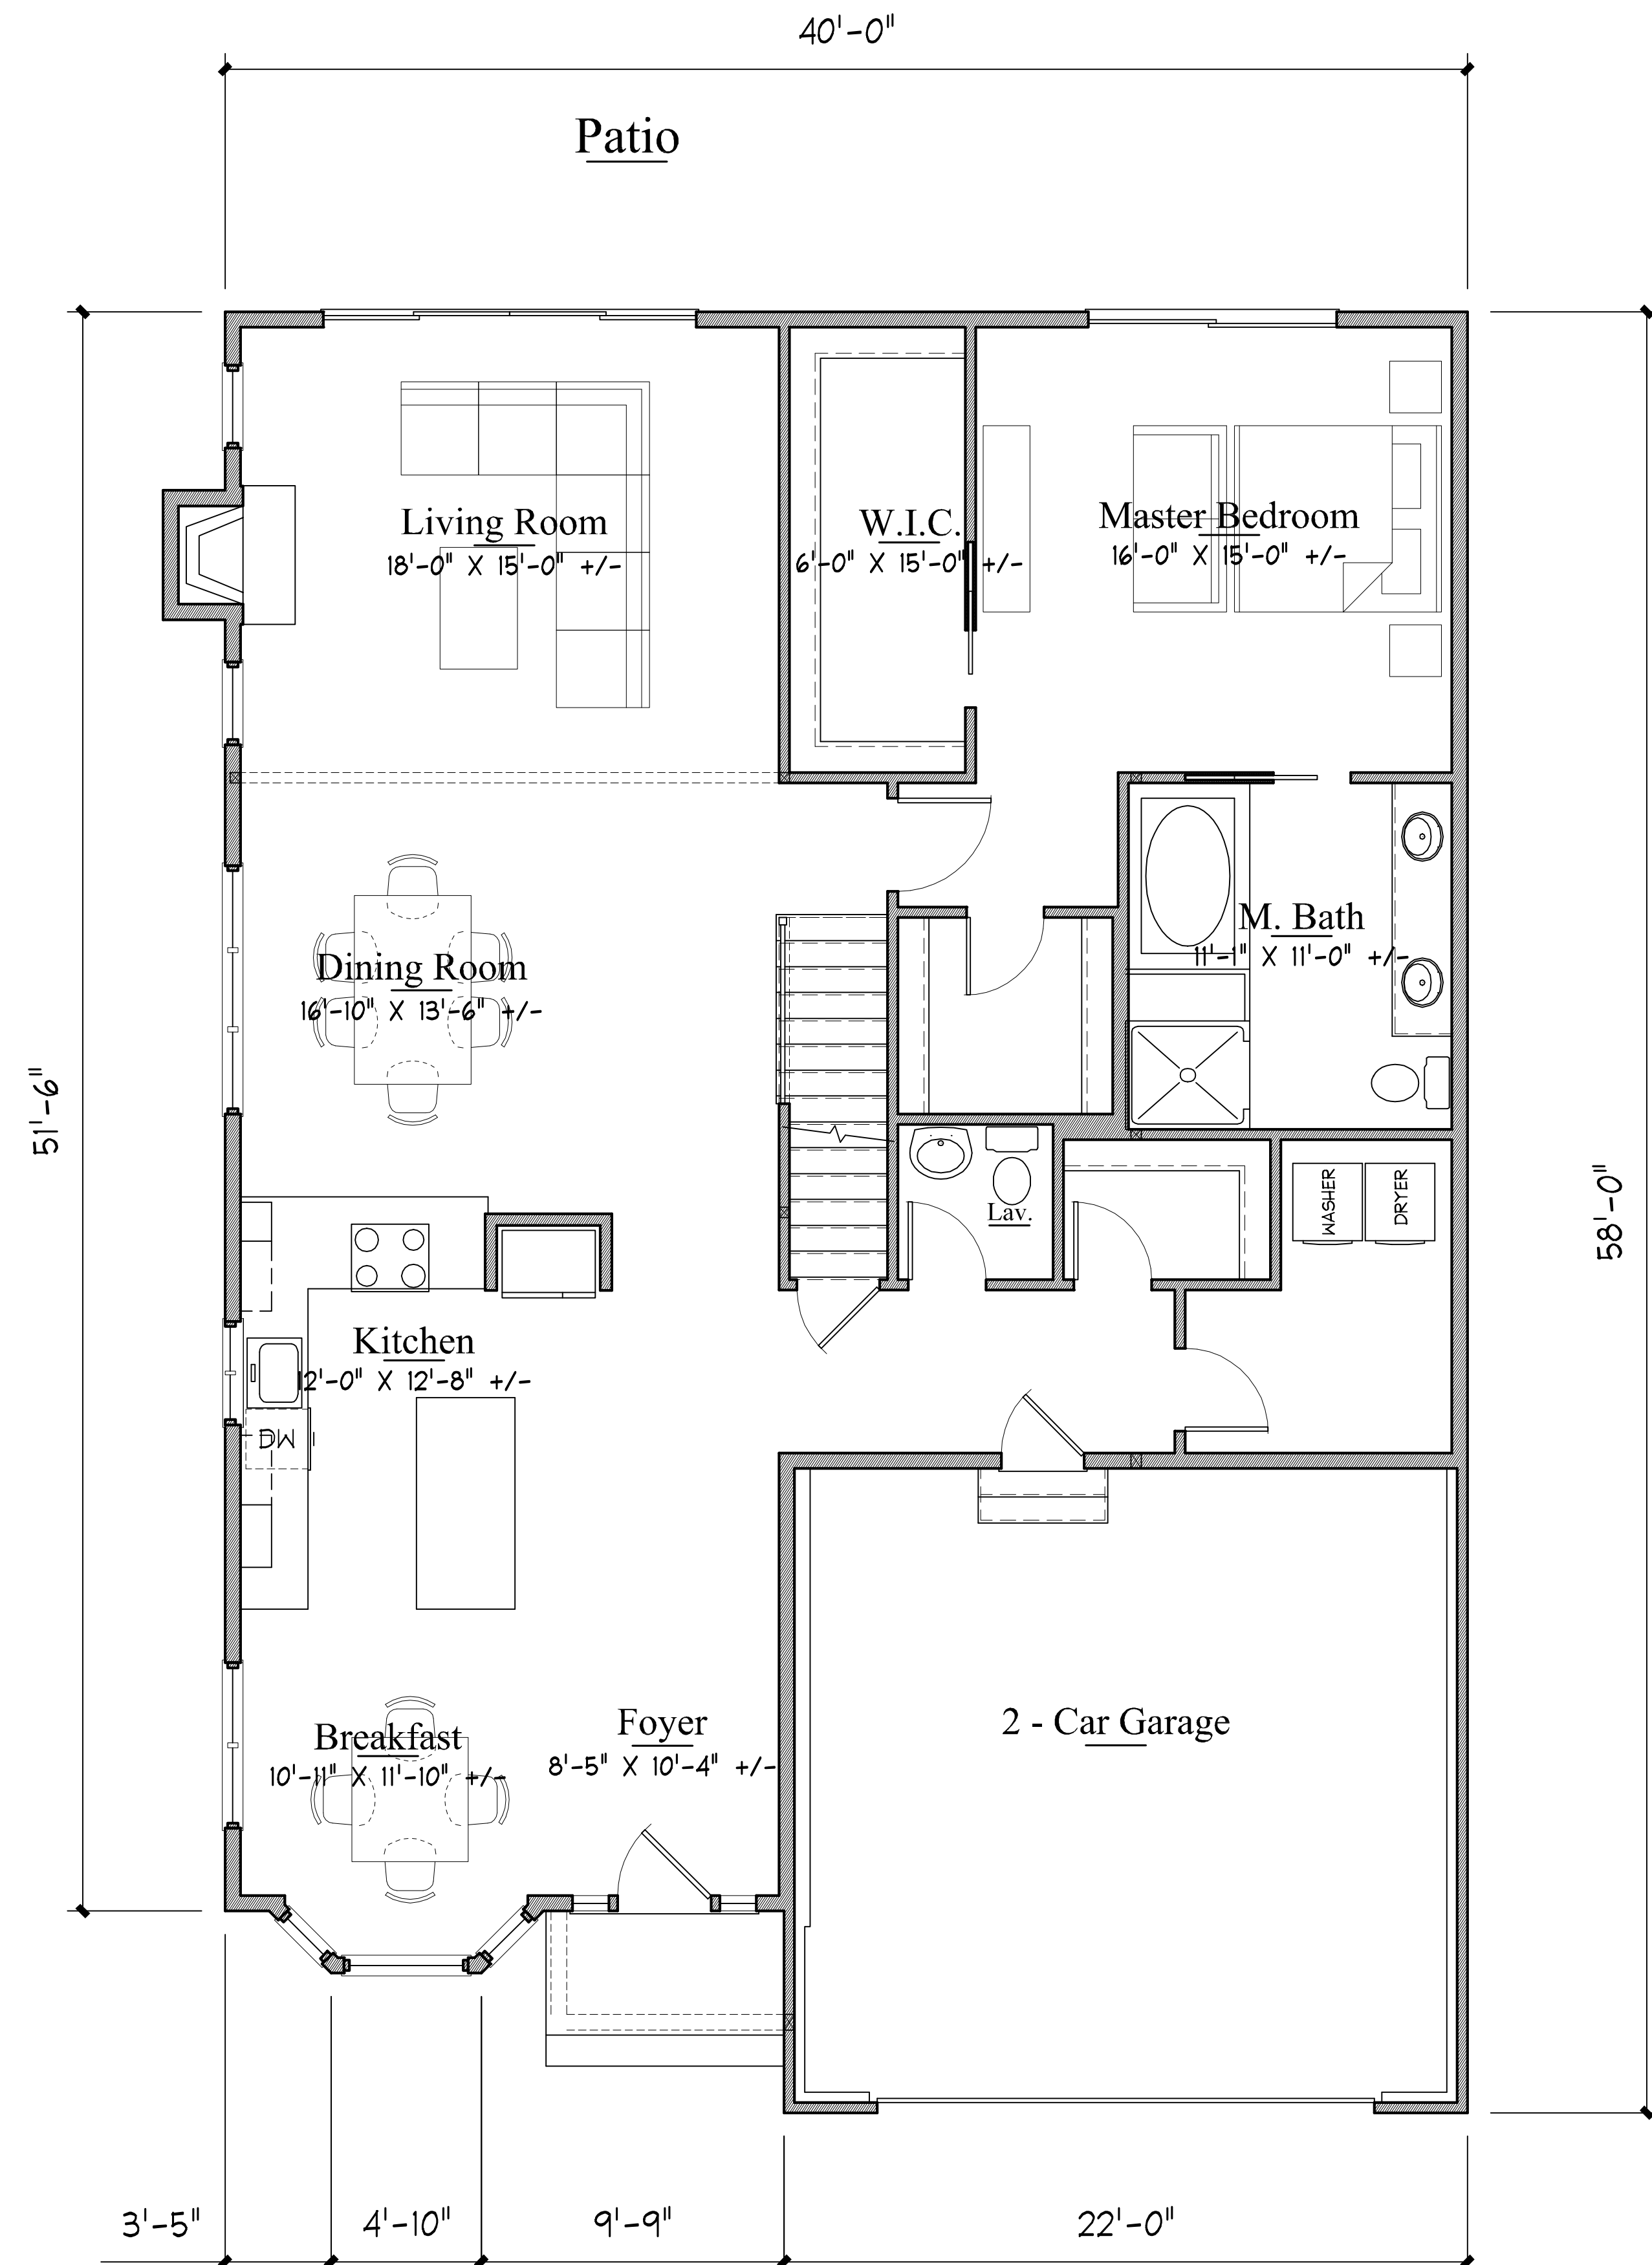 40'-0"
Patio
Living Room
18'-0" X 15'-0" +/-
W.I.C.
6'-0" X 15'-0" +/-
Master Bedroom
16'-0" X 15'-0" +/-
M. Bath
11'-1" X 11'-0" +/-
Dining Room
16'-10" X 13'-6" +/-
51'-6"
58'-0"
WASHER
DRYER
Lav.
Kitchen
12'-0" X 12'-8" +/-
DW
Breakfast
10'-11" X 11'-10" +/-
Foyer
8'-5" X 10'-4" +/-
2 - Car Garage
3'-5"
4'-10"
9'-9"
22'-0"